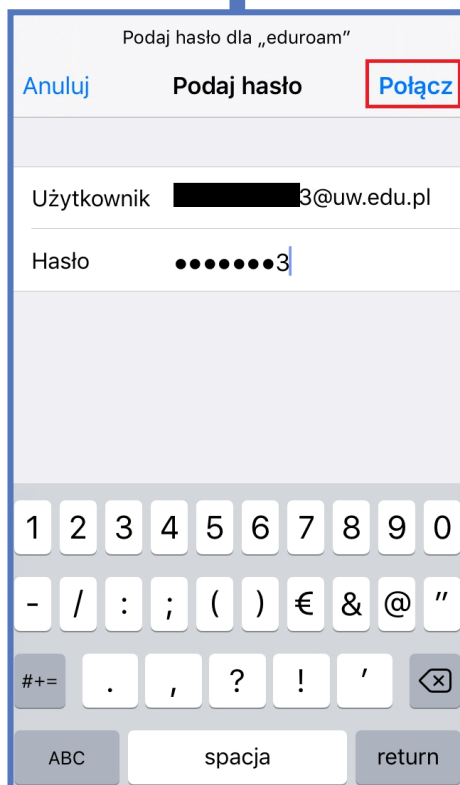 Podaj hasło dla „eduroam”
Anuluj Podaj hasło Połącz
Użytkownik 3@uw.edu.pl
Hasło •••••••3
1 2 3 4 5 6 7 8 9 0
- / : ; ( ) € & @ "
#+= . , ? ! ’
ABC spacja return